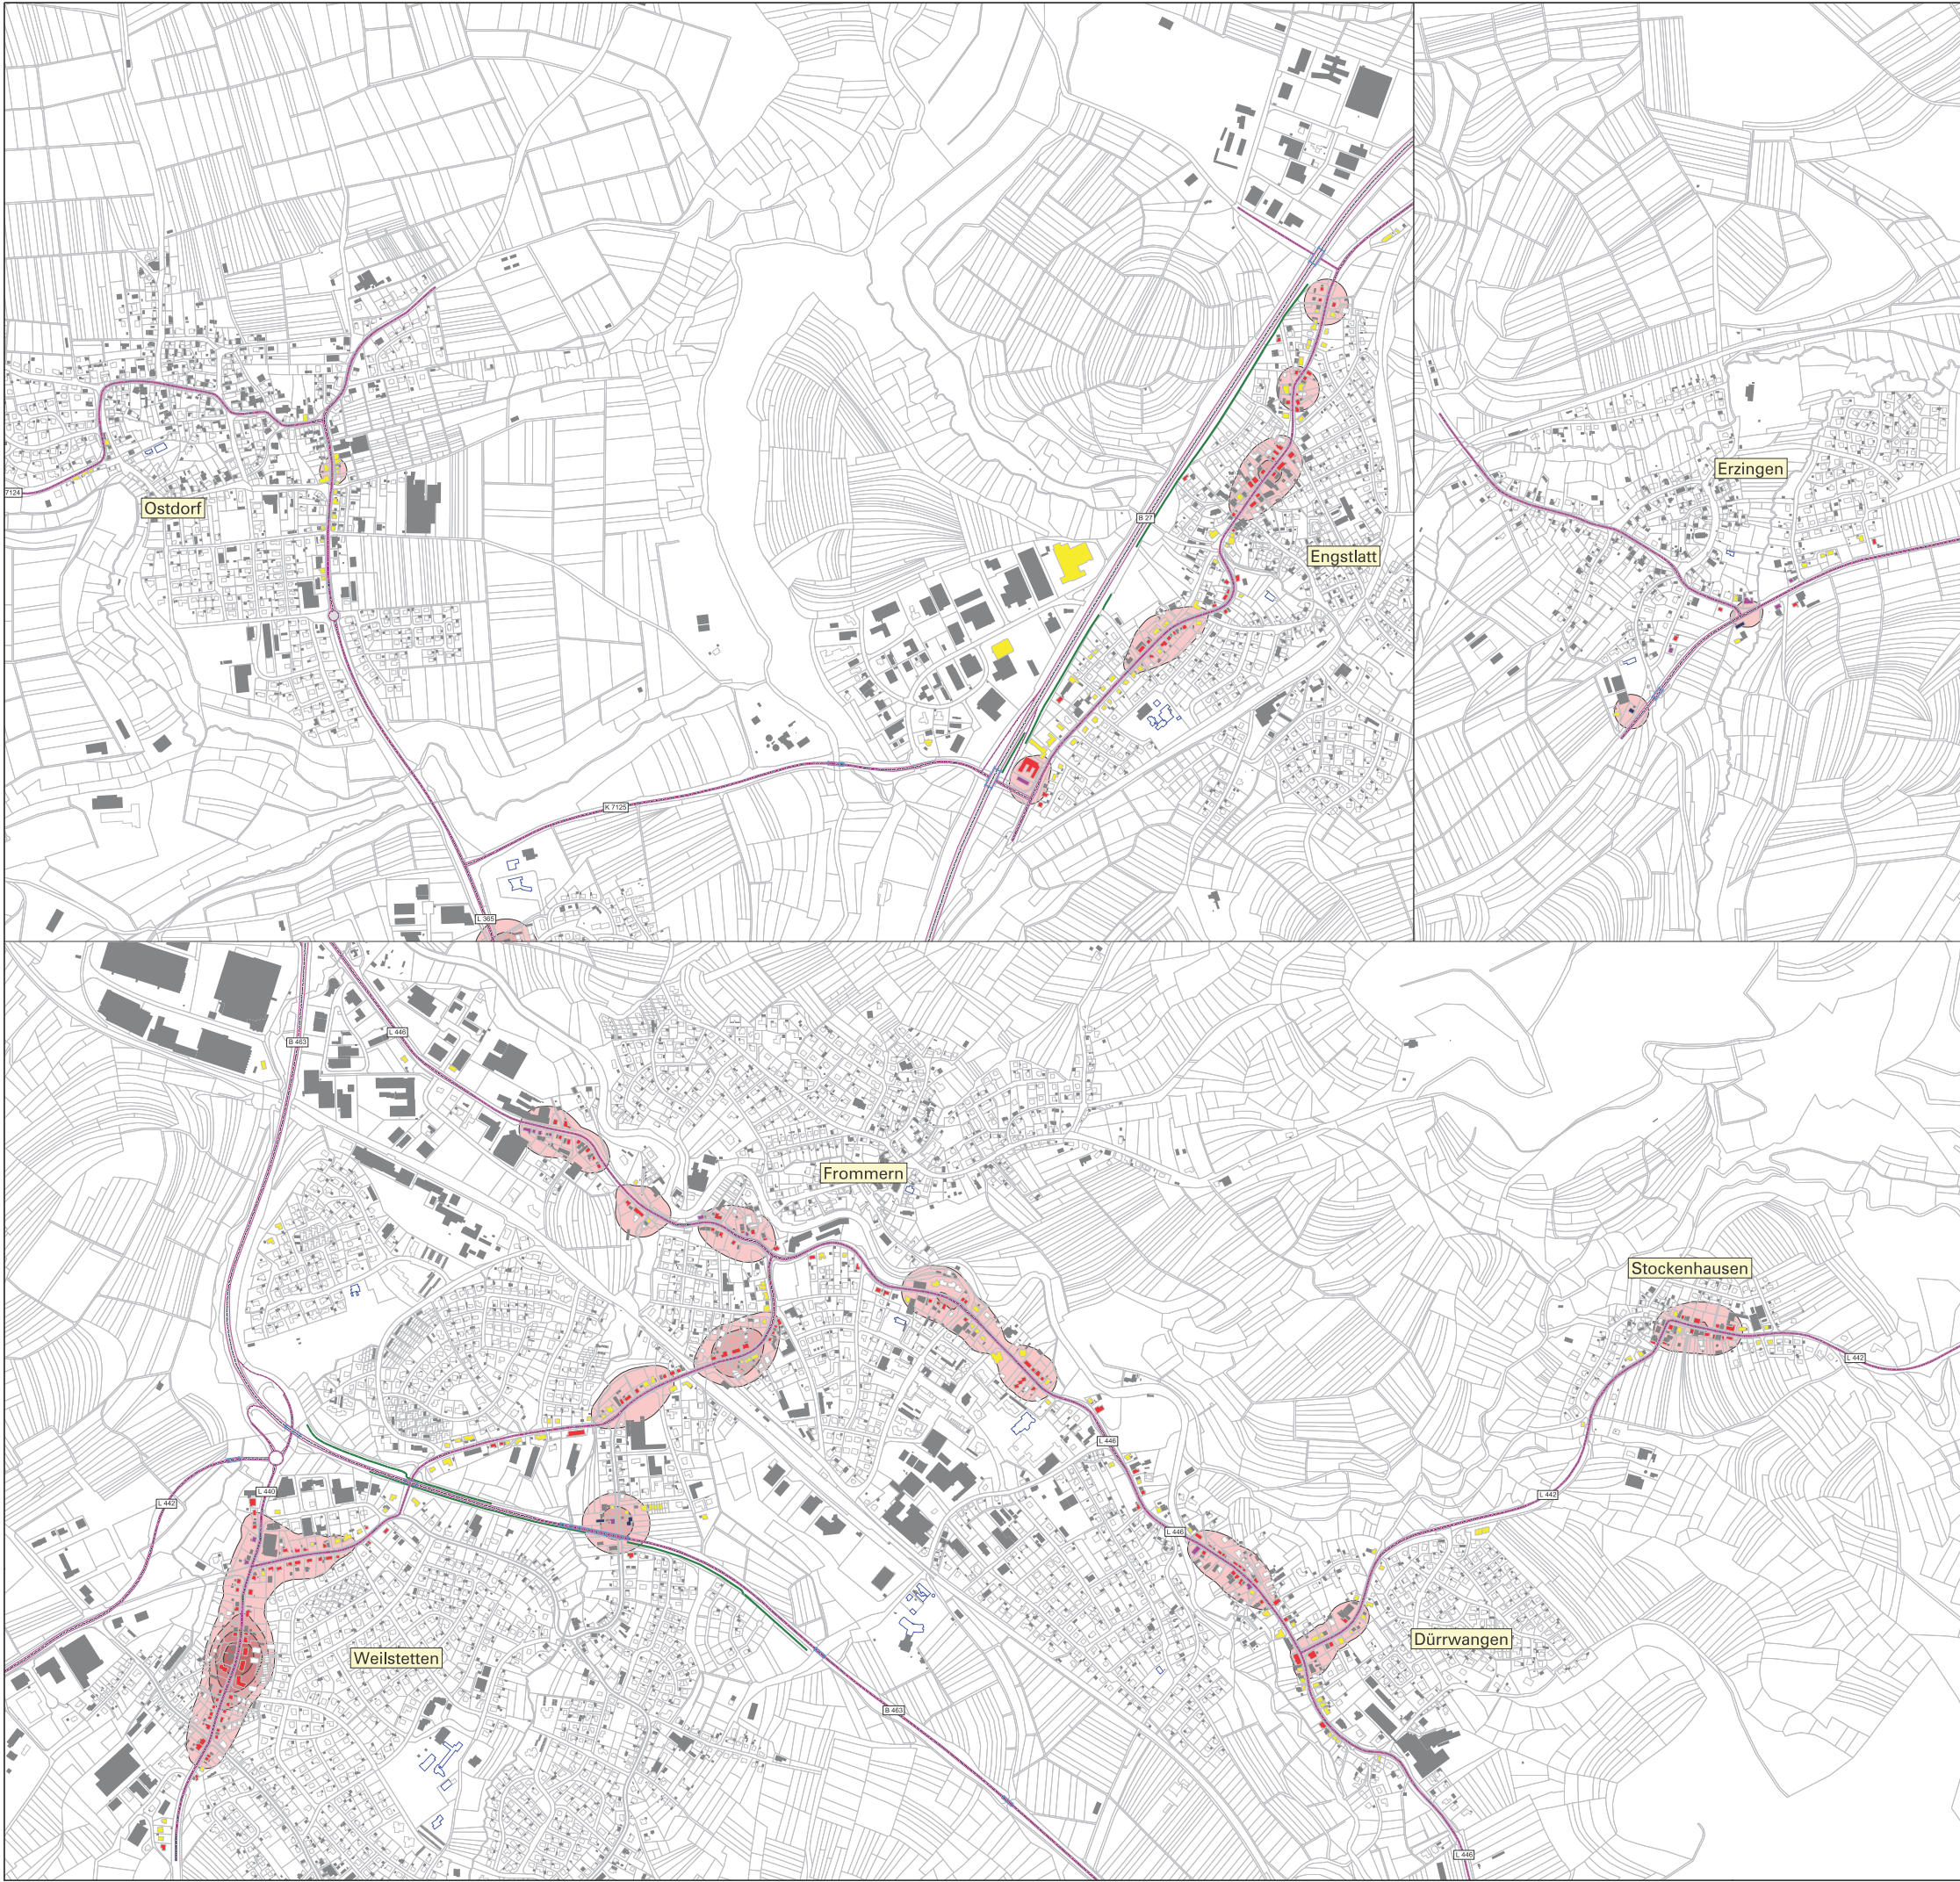 7124
Ostdorf
B 27
Engstlatt
Erzingen
K 7125
L 365
B 463
L 446
Frommern
Stockenhausen
L 442
L 446
L 442
L 440
L 442
L 446
Dürrwangen
Weilstetten
B 463
L 446